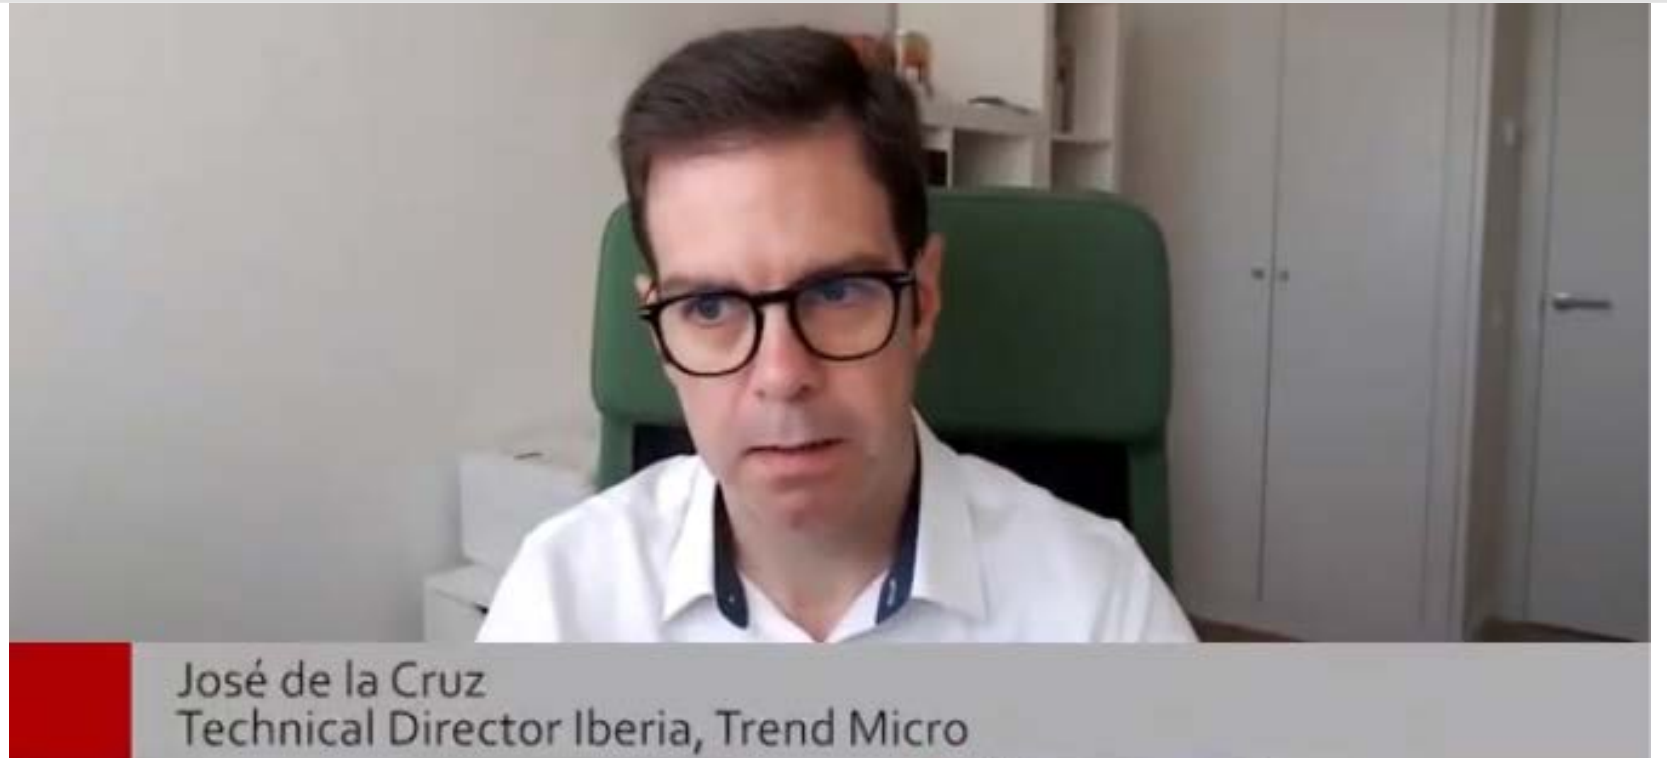 José de la Cruz
Technical Director Iberia, Trend Micro